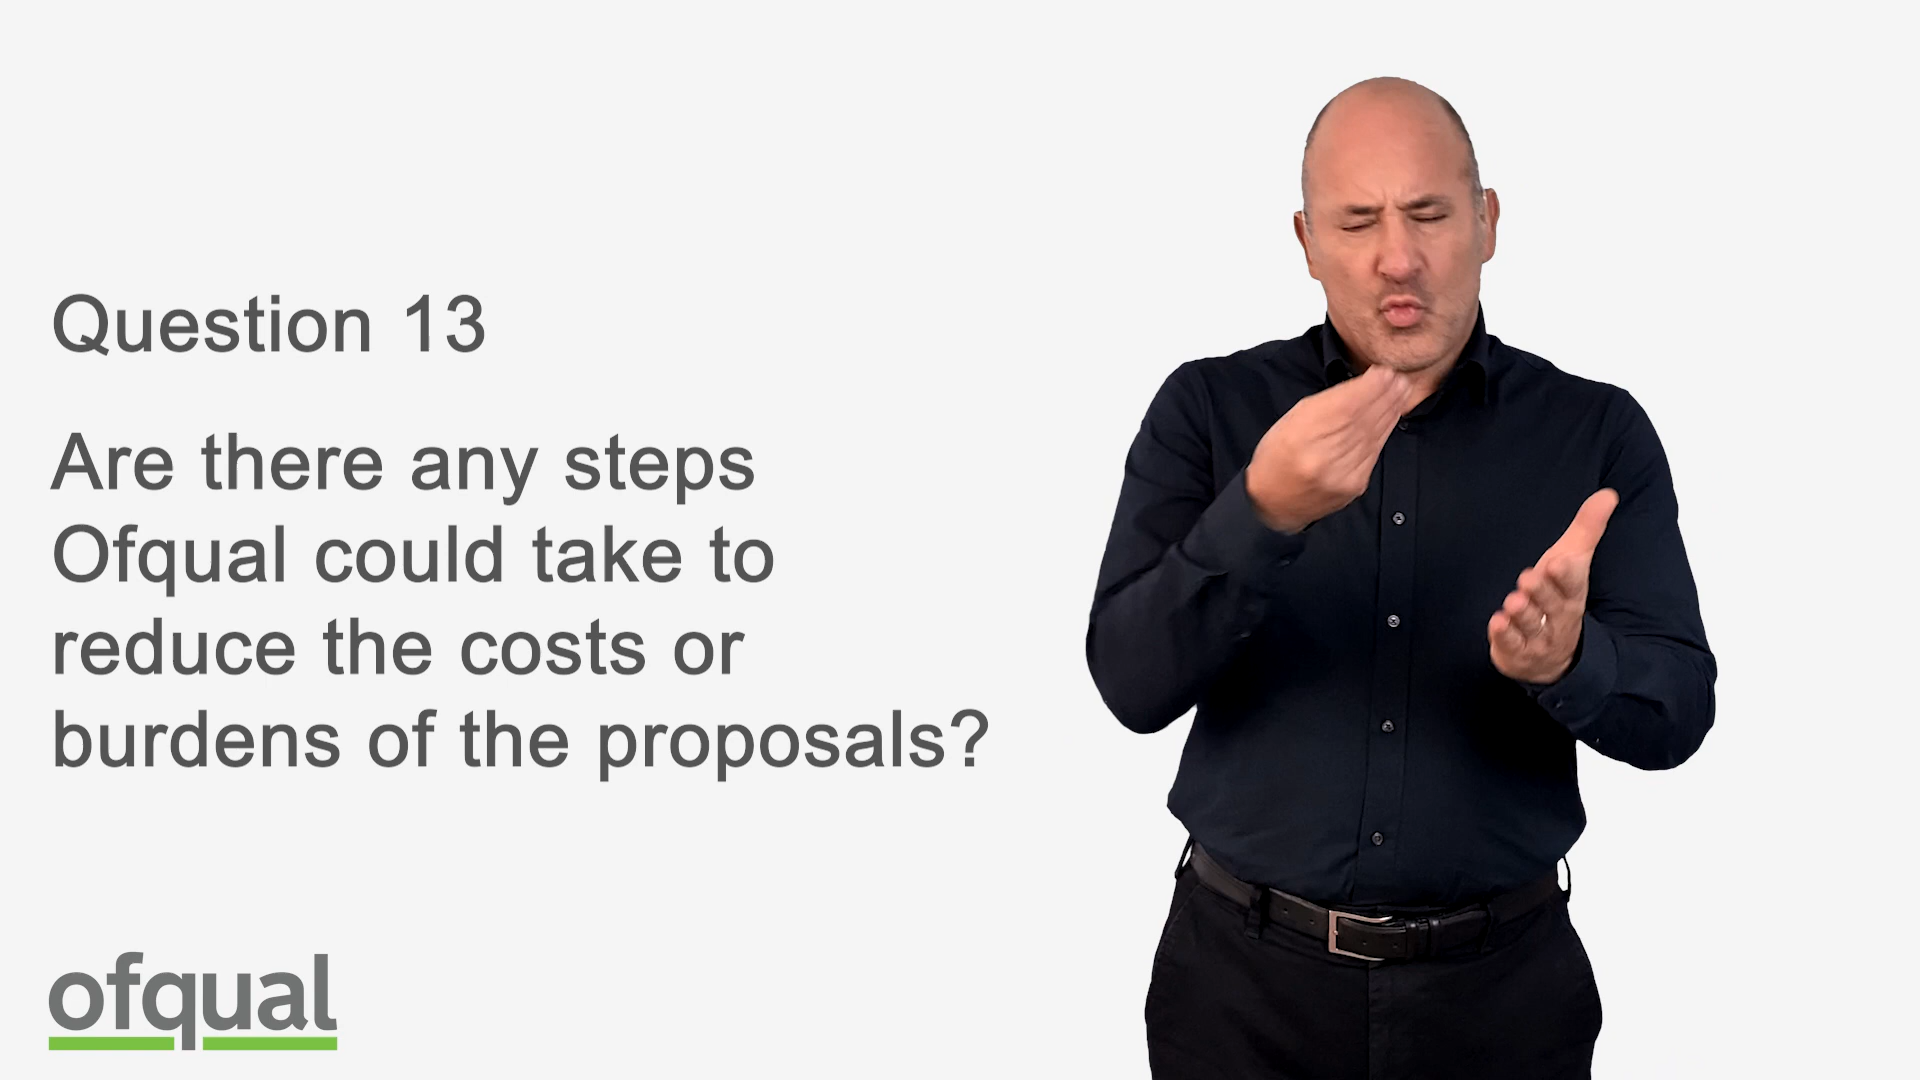 Question 13
Are there any steps
Ofqual could take to
reduce the costs or
burdens of the proposals?
ofqual